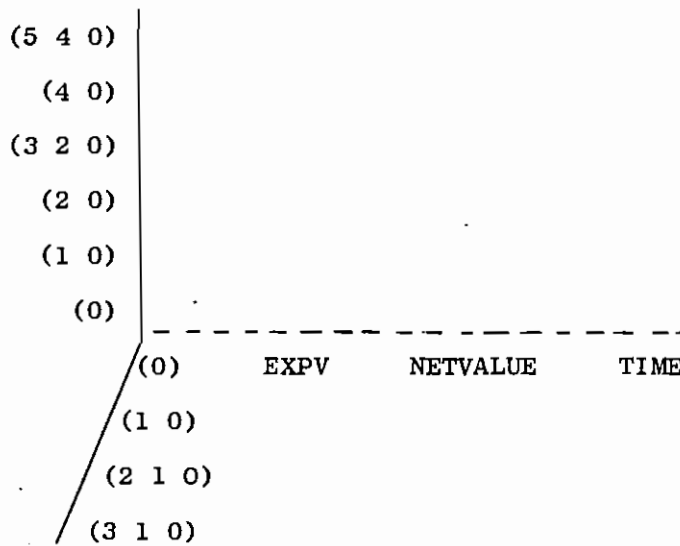 (5 4 0)
(4 0)
(3 2 0)
(2 0)
(1 0)
(0)
(0) EXPV NETVALUE TIME
(1 0)
(2 1 0)
(3 1 0)